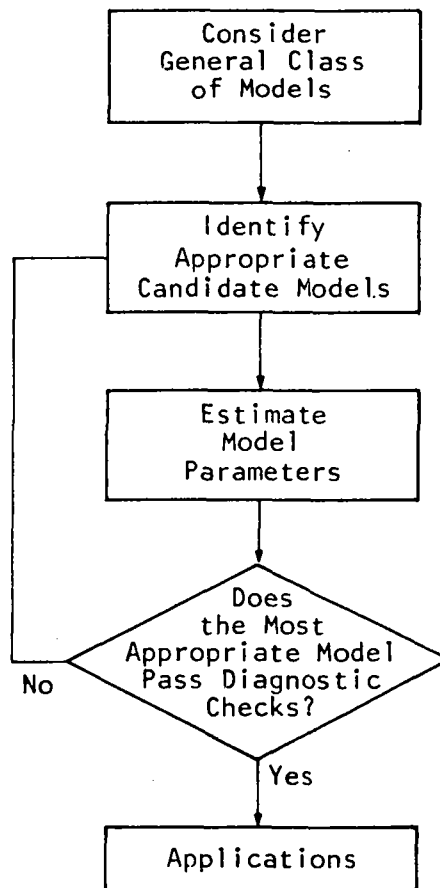 Consider
General Class
of Models
Identify
Appropriate
Candidate Models
Estimate
Model
Parameters
Does
the Most
Appropriate Model
Pass Diagnostic
Checks?
No
Yes
Applications